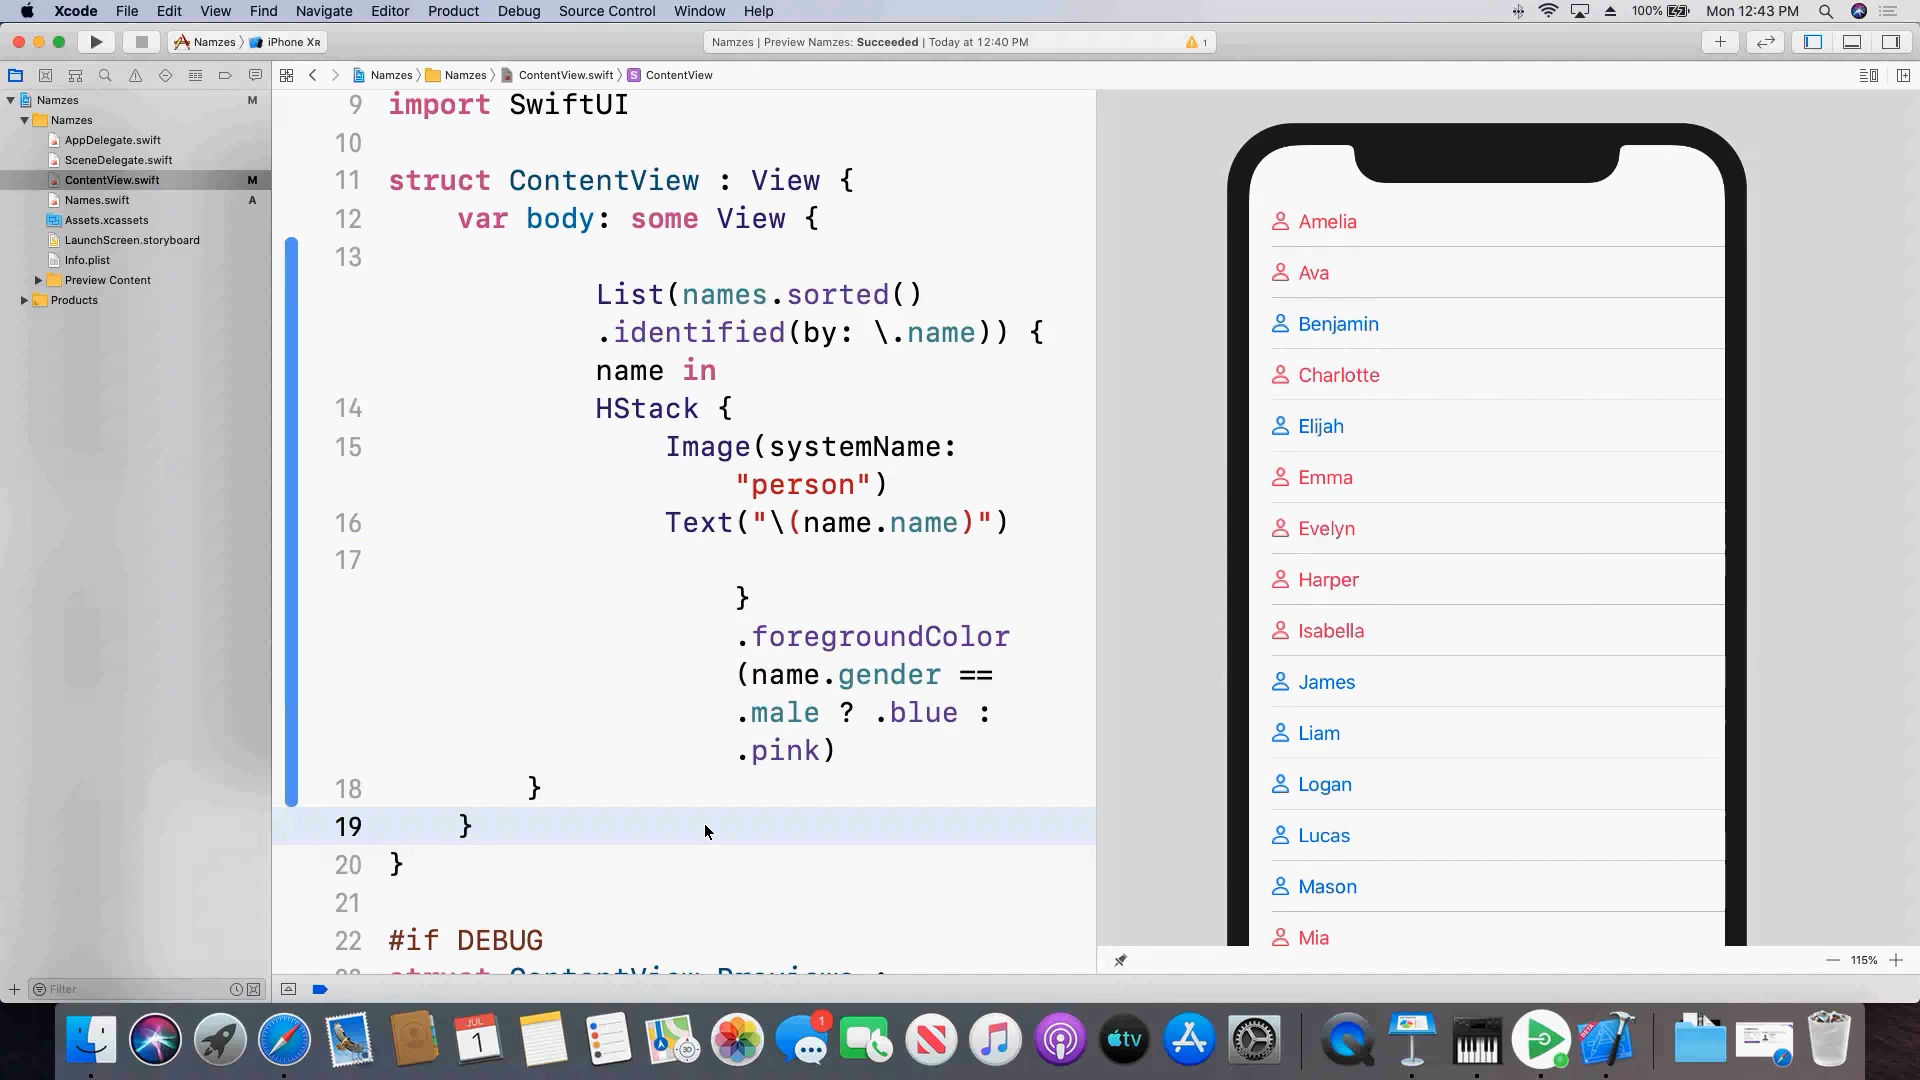 Xcode File Edit View Find Navigate Editor Product Debug Source Control Window Help
100% Mon 12:43 PM
Namzes iPhone XR
Namzes | Preview Namzes: Succeeded | Today at 12:40 PM
1
Namzes Namzes ContentView.swift ContentView
Namzes M
Namzes
AppDelegate.swift
SceneDelegate.swift
ContentView.swift M
Names.swift A
Assets.xcassets
LaunchScreen.storyboard
Info.plist
Preview Content
Products
Filter
9 import SwiftUI
10
11 struct ContentView : View {
12 var body: some View {
13
List(names.sorted()
.identified(by: \.name)) {
name in
14 HStack {
15 Image(systemName:
"person")
16 Text("\(name.name)")
17
}
.foregroundColor
(name.gender ==
.male ? .blue :
.pink)
18 }
19 }
20 }
21
22 #if DEBUG
Amelia
Ava
Benjamin
Charlotte
Elijah
Emma
Evelyn
Harper
Isabella
James
Liam
Logan
Lucas
Mason
Mia
115%
JUL
1
3D
1
tv
BETA